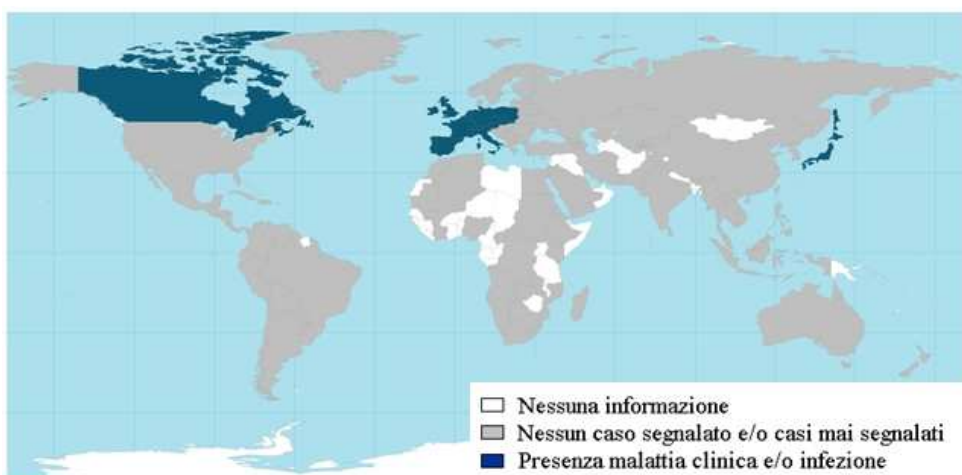 Nessuna informazione
Nessun caso segnalato e/o casi mai segnalati
Presenza malattia clinica e/o infezione